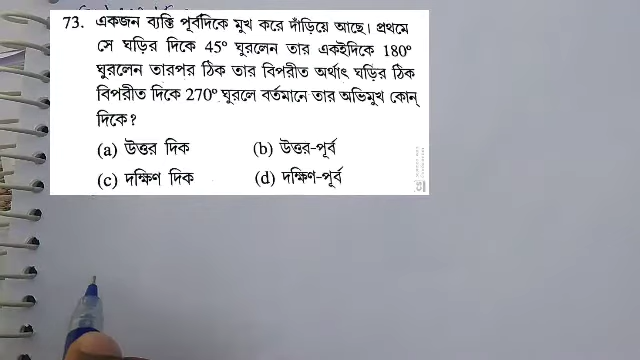 73. একজন ব্যক্তি পূর্বদিকে মুখ করে দাঁড়িয়ে আছে। প্রথমে
সে ঘড়ির দিকে 45° ঘুরলেন তার একইদিকে 180°
ঘুরলেন তারপর ঠিক তার বিপরীত অর্থাৎ ঘড়ির ঠিক
বিপরীত দিকে 270° ঘুরলে বর্তমানে তার অভিমুখ কোন্
দিকে?
(a) উত্তর দিক (b) উত্তর-পূর্ব
(c) দক্ষিণ দিক (d) দক্ষিণ-পূর্ব